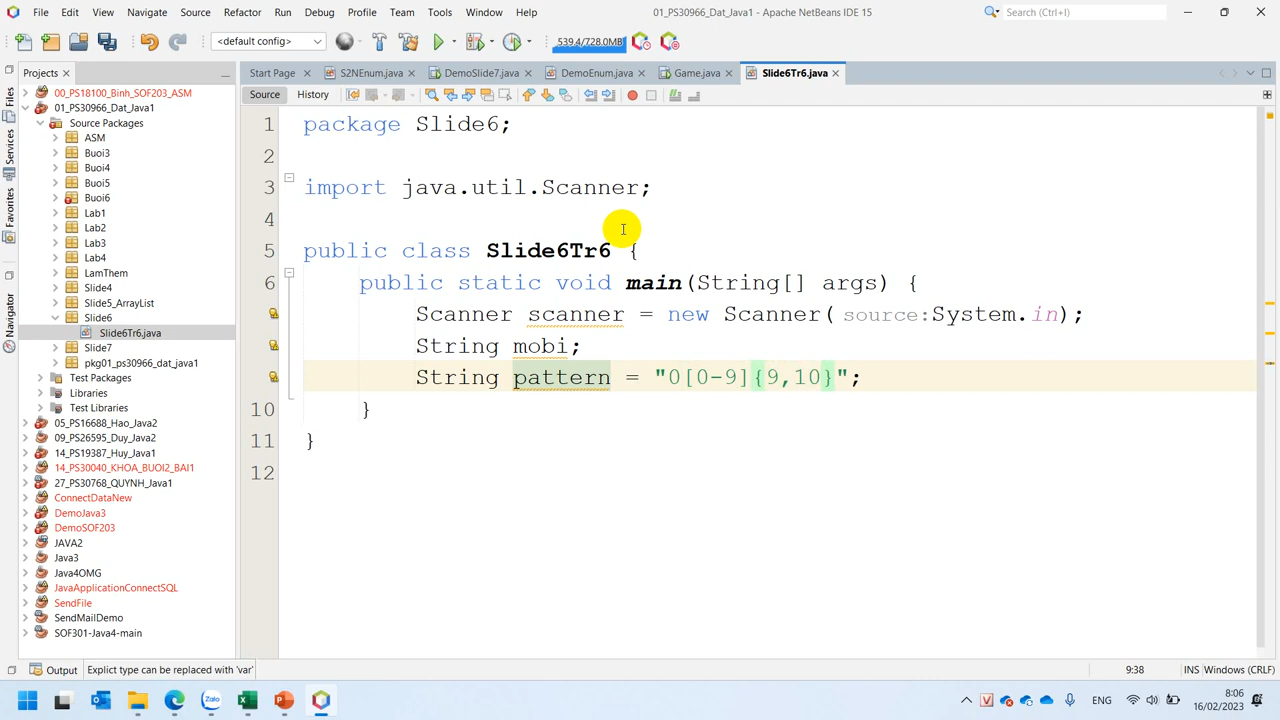 File Edit View Navigate Source Refactor Run Debug Profile Team Tools Window Help
01_PS30966_Dat_Java1 - Apache NetBeans IDE 15
Search (Ctrl+I)
<default config>
539.4/728.0MB
Projects
Start Page
S2NEnum.java
DemoSlide7.java
DemoEnum.java
Game.java
Slide6Tr6.java
Source History
Files
Services
Favorites
Navigator
00_PS18100_Binh_SOF203_ASM
01_PS30966_Dat_Java1
Source Packages
ASM
Buoi3
Buoi4
Buoi5
Buoi6
Lab1
Lab2
Lab3
Lab4
LamThem
Slide4
Slide5_ArrayList
Slide6
Slide6Tr6.java
Slide7
pkg01_ps30966_dat_java1
Test Packages
Libraries
Test Libraries
05_PS16688_Hao_Java2
09_PS26595_Duy_Java2
14_PS19387_Huy_Java1
14_PS30040_KHOA_BUOI2_BAI1
27_PS30768_QUYNH_Java1
ConnectDataNew
DemoJava3
DemoSOF203
JAVA2
Java3
Java4OMG
JavaApplicationConnectSQL
SendFile
SendMailDemo
SOF301-Java4-main
1 package Slide6;
2
3 import java.util.Scanner;
4
5 public class Slide6Tr6 {
6 public static void main(String[] args) {
Scanner scanner = new Scanner(source:System.in);
String mobi;
String pattern = "0[0-9]{9,10}";
10 }
11 }
12
Output
Explict type can be replaced with 'var'
9:38
INS Windows (CRLF)
Zalo
ENG
8:06
16/02/2023